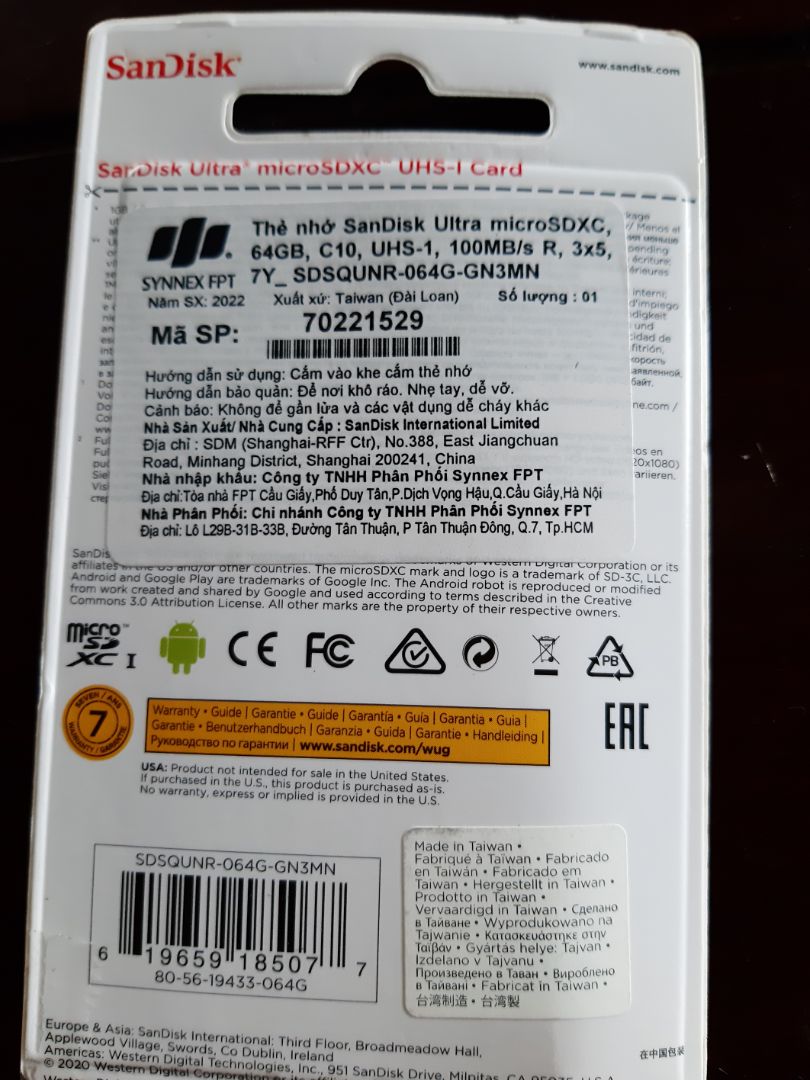 SanDisk
www.sandisk.com
SanDisk Ultra® microSDXC™ UHS-I Card
SYNNEX FPT
Thẻ nhớ SanDisk Ultra microSDXC,
64GB, C10, UHS-1, 100MB/s R, 3x5,
7Y_ SDSQUNR-064G-GN3MN
Năm SX: 2022 Xuất xứ: Taiwan (Đài Loan) Số lượng : 01
Mã SP: 70221529
Hướng dẫn sử dụng: Cắm vào khe cắm thẻ nhớ
Hướng dẫn bảo quản: Để nơi khô ráo. Nhẹ tay, dễ vỡ.
Cảnh báo: Không để gần lửa và các vật dụng dễ cháy khác
Nhà Sản Xuất/ Nhà Cung Cấp : SanDisk International Limited
Địa chỉ : SDM (Shanghai-RFF Ctr), No.388, East Jiangchuan
Road, Minhang District, Shanghai 200241, China
Nhà nhập khẩu: Công ty TNHH Phân Phối Synnex FPT
Địa chỉ:Tòa nhà FPT Cầu Giấy,Phố Duy Tân,P.Dịch Vọng Hậu,Q.Cầu Giấy,Hà Nội
Nhà Phân Phối: Chi nhánh Công ty TNHH Phân Phối Synnex FPT
Địa chỉ: Lô L29B-31B-33B, Đường Tân Thuận, P Tân Thuận Đông, Q.7, Tp.HCM
Western Digital Corporation or its
affiliates in the US and/or other countries. The microSDXC mark and logo is a trademark of SD-3C, LLC.
Android and Google Play are trademarks of Google Inc. The Android robot is reproduced or modified
from work created and shared by Google and used according to terms described in the Creative
Commons 3.0 Attribution License. All other marks are the property of their respective owners.
micro SD XC I CE FC PB
SEVEN / ANS 7 WARRANTY / GARANTIE
Warranty • Guide | Garantie • Guide | Garantía • Guía | Garantia • Guia |
Garantie • Benutzerhandbuch | Garanzia • Guida | Garantie • Handleiding |
Руководство по гарантии | www.sandisk.com/wug
EAC
USA: Product not intended for sale in the United States.
If purchased in the U.S., this product is purchased as-is.
No warranty, express or implied is provided in the U.S.
SDSQUNR-064G-GN3MN
6 19659 18507 7
80-56-19433-064G
Made in Taiwan •
Fabriqué à Taïwan • Fabricado
en Taiwán • Fabricado em
Taiwan • Hergestellt in Taiwan •
Prodotto in Taiwan •
Vervaardigd in Taiwan • Сделано
в Тайване • Wyprodukowano na
Tajwanie • Κατασκευάστηκε στην
Ταϊβάν • Gyártás helye: Tajvan •
Izdelano v Tajvanu •
Произведено в Таван • Вироблено
в Тайвані • Fabricat în Taiwan •
台湾制造 • 台灣製
Europe & Asia: SanDisk International: Third Floor, Broadmeadow Hall,
Applewood Village, Swords, Co Dublin, Ireland
Americas: Western Digital Technologies, Inc., 951 SanDisk Drive, Milpitas, CA 95035, U.S.A.
© 2020 Western Digital Corporation or its
在中国包装